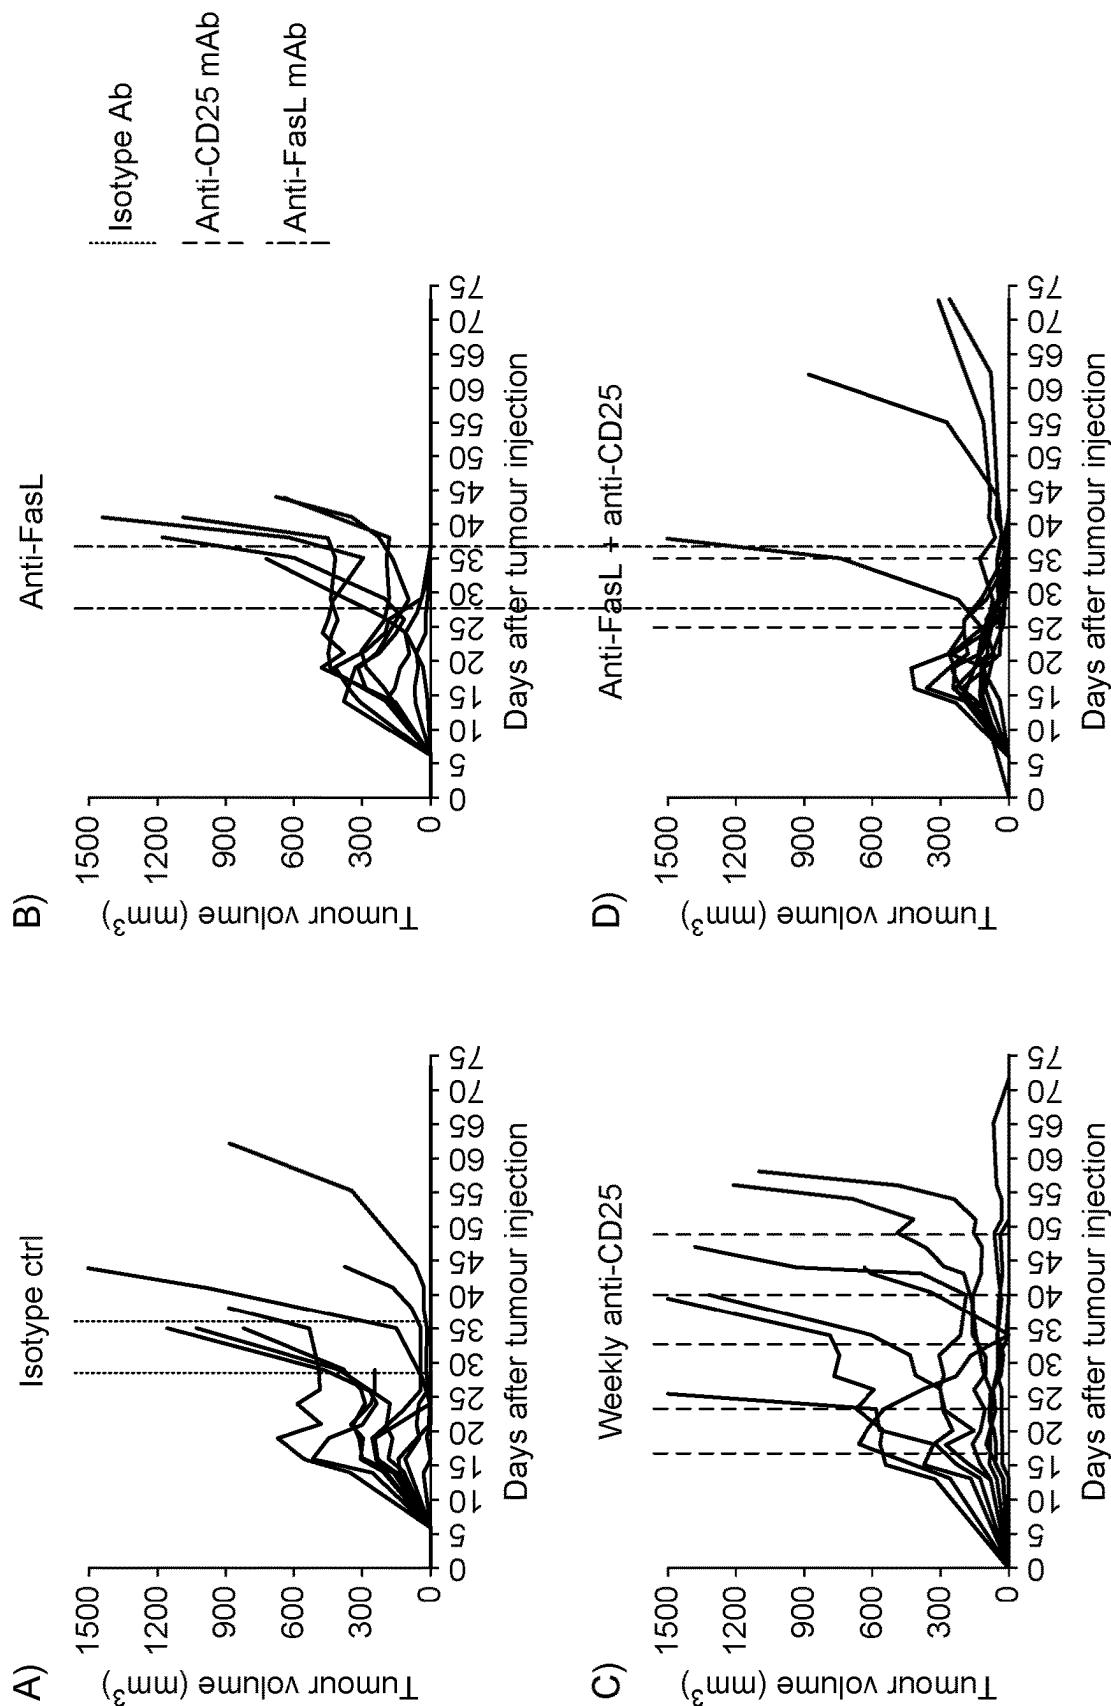 A)
Isotype ctrl
Tumour volume (mm³)
1500
1200
900
600
300
0
0 5 10 15 20 25 30 35 40 45 50 55 60 65 70 75
Days after tumour injection
B)
Anti-FasL
Tumour volume (mm³)
1500
1200
900
600
300
0
0 5 10 15 20 25 30 35 40 45 50 55 60 65 70 75
Days after tumour injection
Isotype Ab
Anti-CD25 mAb
Anti-FasL mAb
C)
Weekly anti-CD25
Tumour volume (mm³)
1500
1200
900
600
300
0
0 5 10 15 20 25 30 35 40 45 50 55 60 65 70 75
Days after tumour injection
D)
Anti-FasL + anti-CD25
Tumour volume (mm³)
1500
1200
900
600
300
0
0 5 10 15 20 25 30 35 40 45 50 55 60 65 70 75
Days after tumour injection